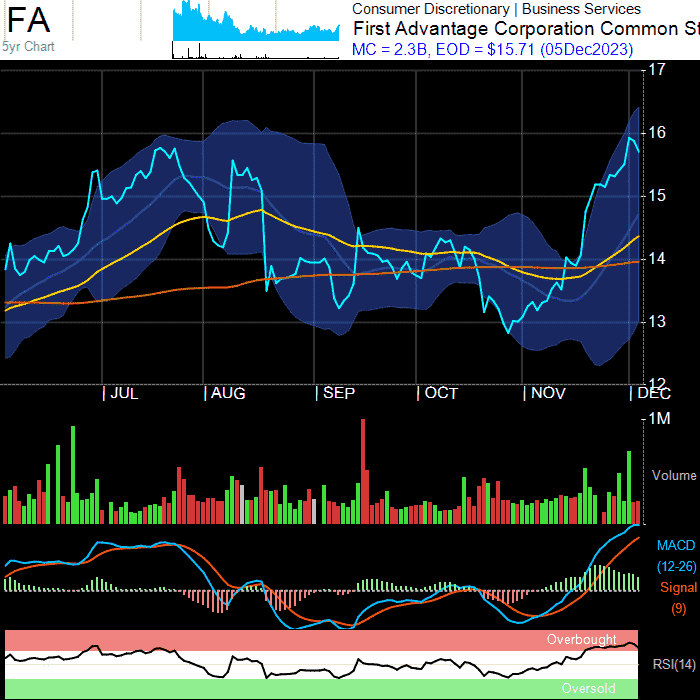 FA
5yr Chart
Consumer Discretionary | Business Services
First Advantage Corporation Common St
MC = 2.3B, EOD = $15.71 (05Dec2023)
17
16
15
14
13
12
JUL AUG SEP OCT NOV DEC
1M
Volume
MACD
(12-26)
Signal
(9)
Overbought
RSI(14)
Oversold